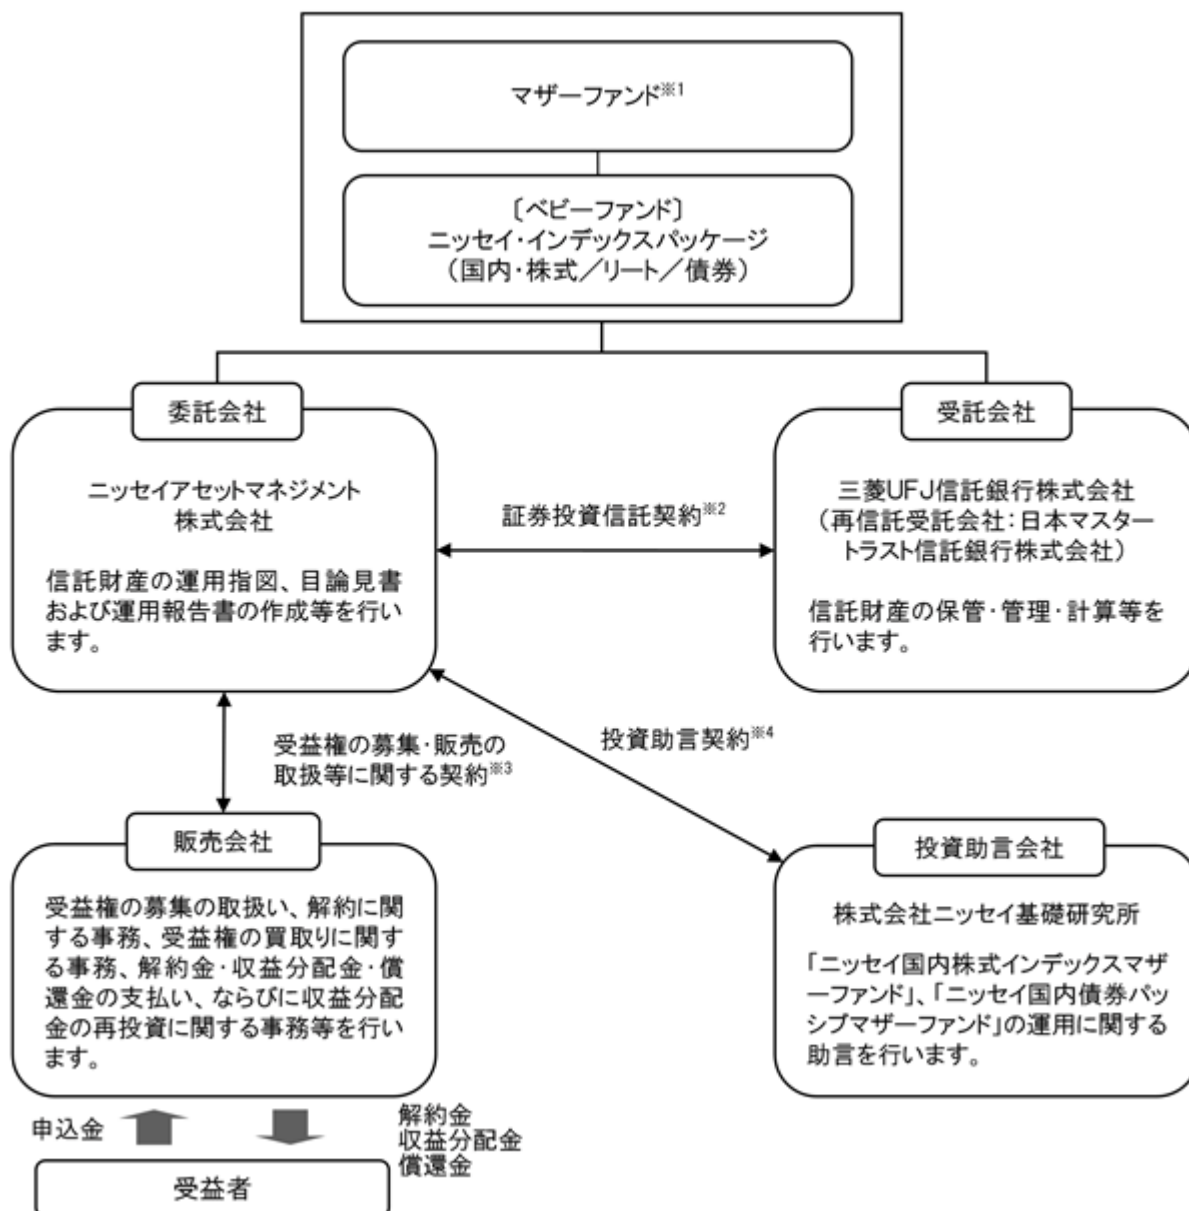 マザーファンド※1
〔ベビーファンド〕
ニッセイ・インデックスパッケージ
（国内・株式／リート／債券）
委託会社
ニッセイアセットマネジメント
株式会社
信託財産の運用指図、目論見書
および運用報告書の作成等を行い
ます。
証券投資信託契約※2
受託会社
三菱UFJ信託銀行株式会社
（再信託受託会社：日本マスター
トラスト信託銀行株式会社）
信託財産の保管・管理・計算等を
行います。
受益権の募集・販売の
取扱等に関する契約※3
投資助言契約※4
販売会社
受益権の募集の取扱い、解約に関
する事務、受益権の買取りに関す
る事務、解約金・収益分配金・償
還金の支払い、ならびに収益分配
金の再投資に関する事務等を行い
ます。
投資助言会社
株式会社ニッセイ基礎研究所
「ニッセイ国内株式インデックスマザ
ーファンド」、「ニッセイ国内債券パッ
シブマザーファンド」の運用に関する
助言を行います。
申込金
解約金
収益分配金
償還金
受益者